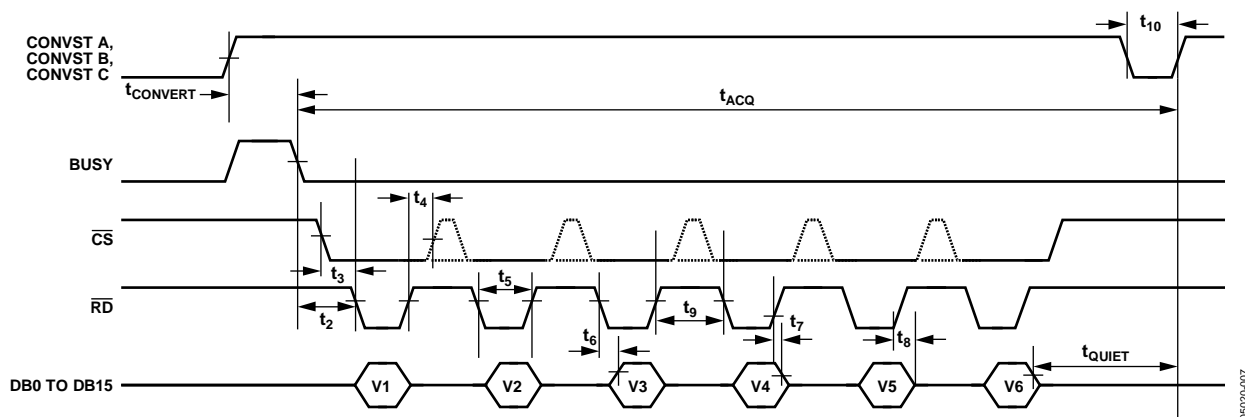 CONVST A,
CONVST B,
CONVST C
t10
tCONVERT
tACQ
BUSY
t4
CS
t3
t5
RD
t2
t9
t6
t7
t8
tQUIET
DB0 TO DB15
V1
V2
V3
V4
V5
V6
06020-007